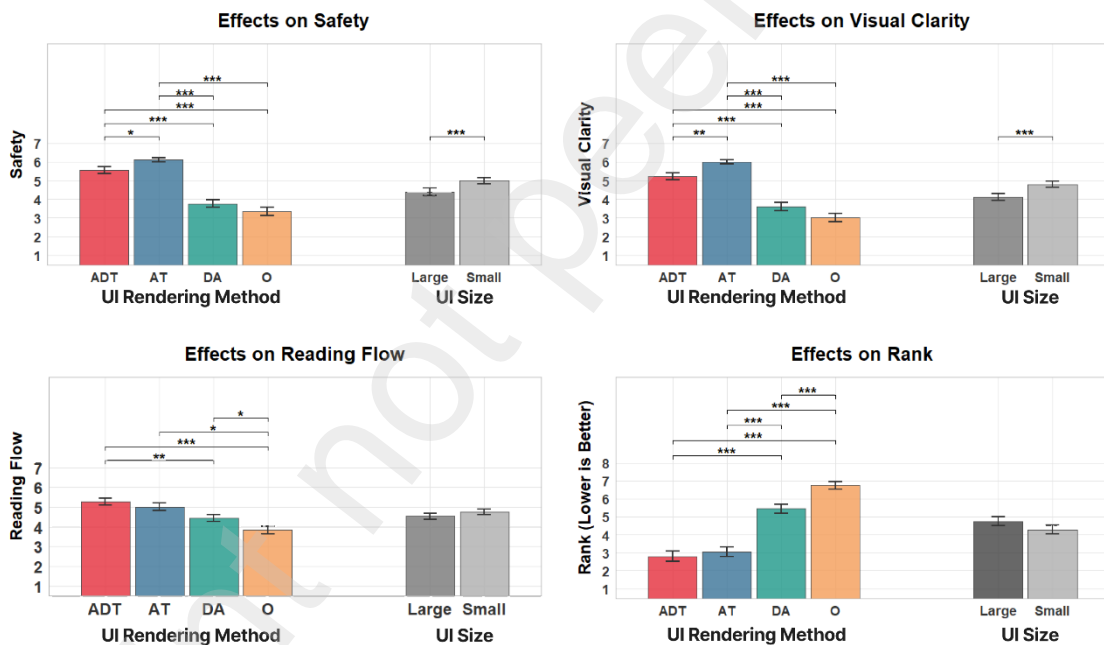 Effects on Safety
Safety
7
6
5
4
3
2
1
***
***
***
***
*
***
ADT AT DA O Large Small
UI Rendering Method UI Size
Effects on Visual Clarity
Visual Clarity
7
6
5
4
3
2
1
***
***
***
***
**
***
ADT AT DA O Large Small
UI Rendering Method UI Size
Effects on Reading Flow
Reading Flow
7
6
5
4
3
2
1
*
*
***
**
ADT AT DA O Large Small
UI Rendering Method UI Size
Effects on Rank
Rank (Lower is Better)
8
7
6
5
4
3
2
1
***
***
***
***
***
ADT AT DA O Large Small
UI Rendering Method UI Size
not peer